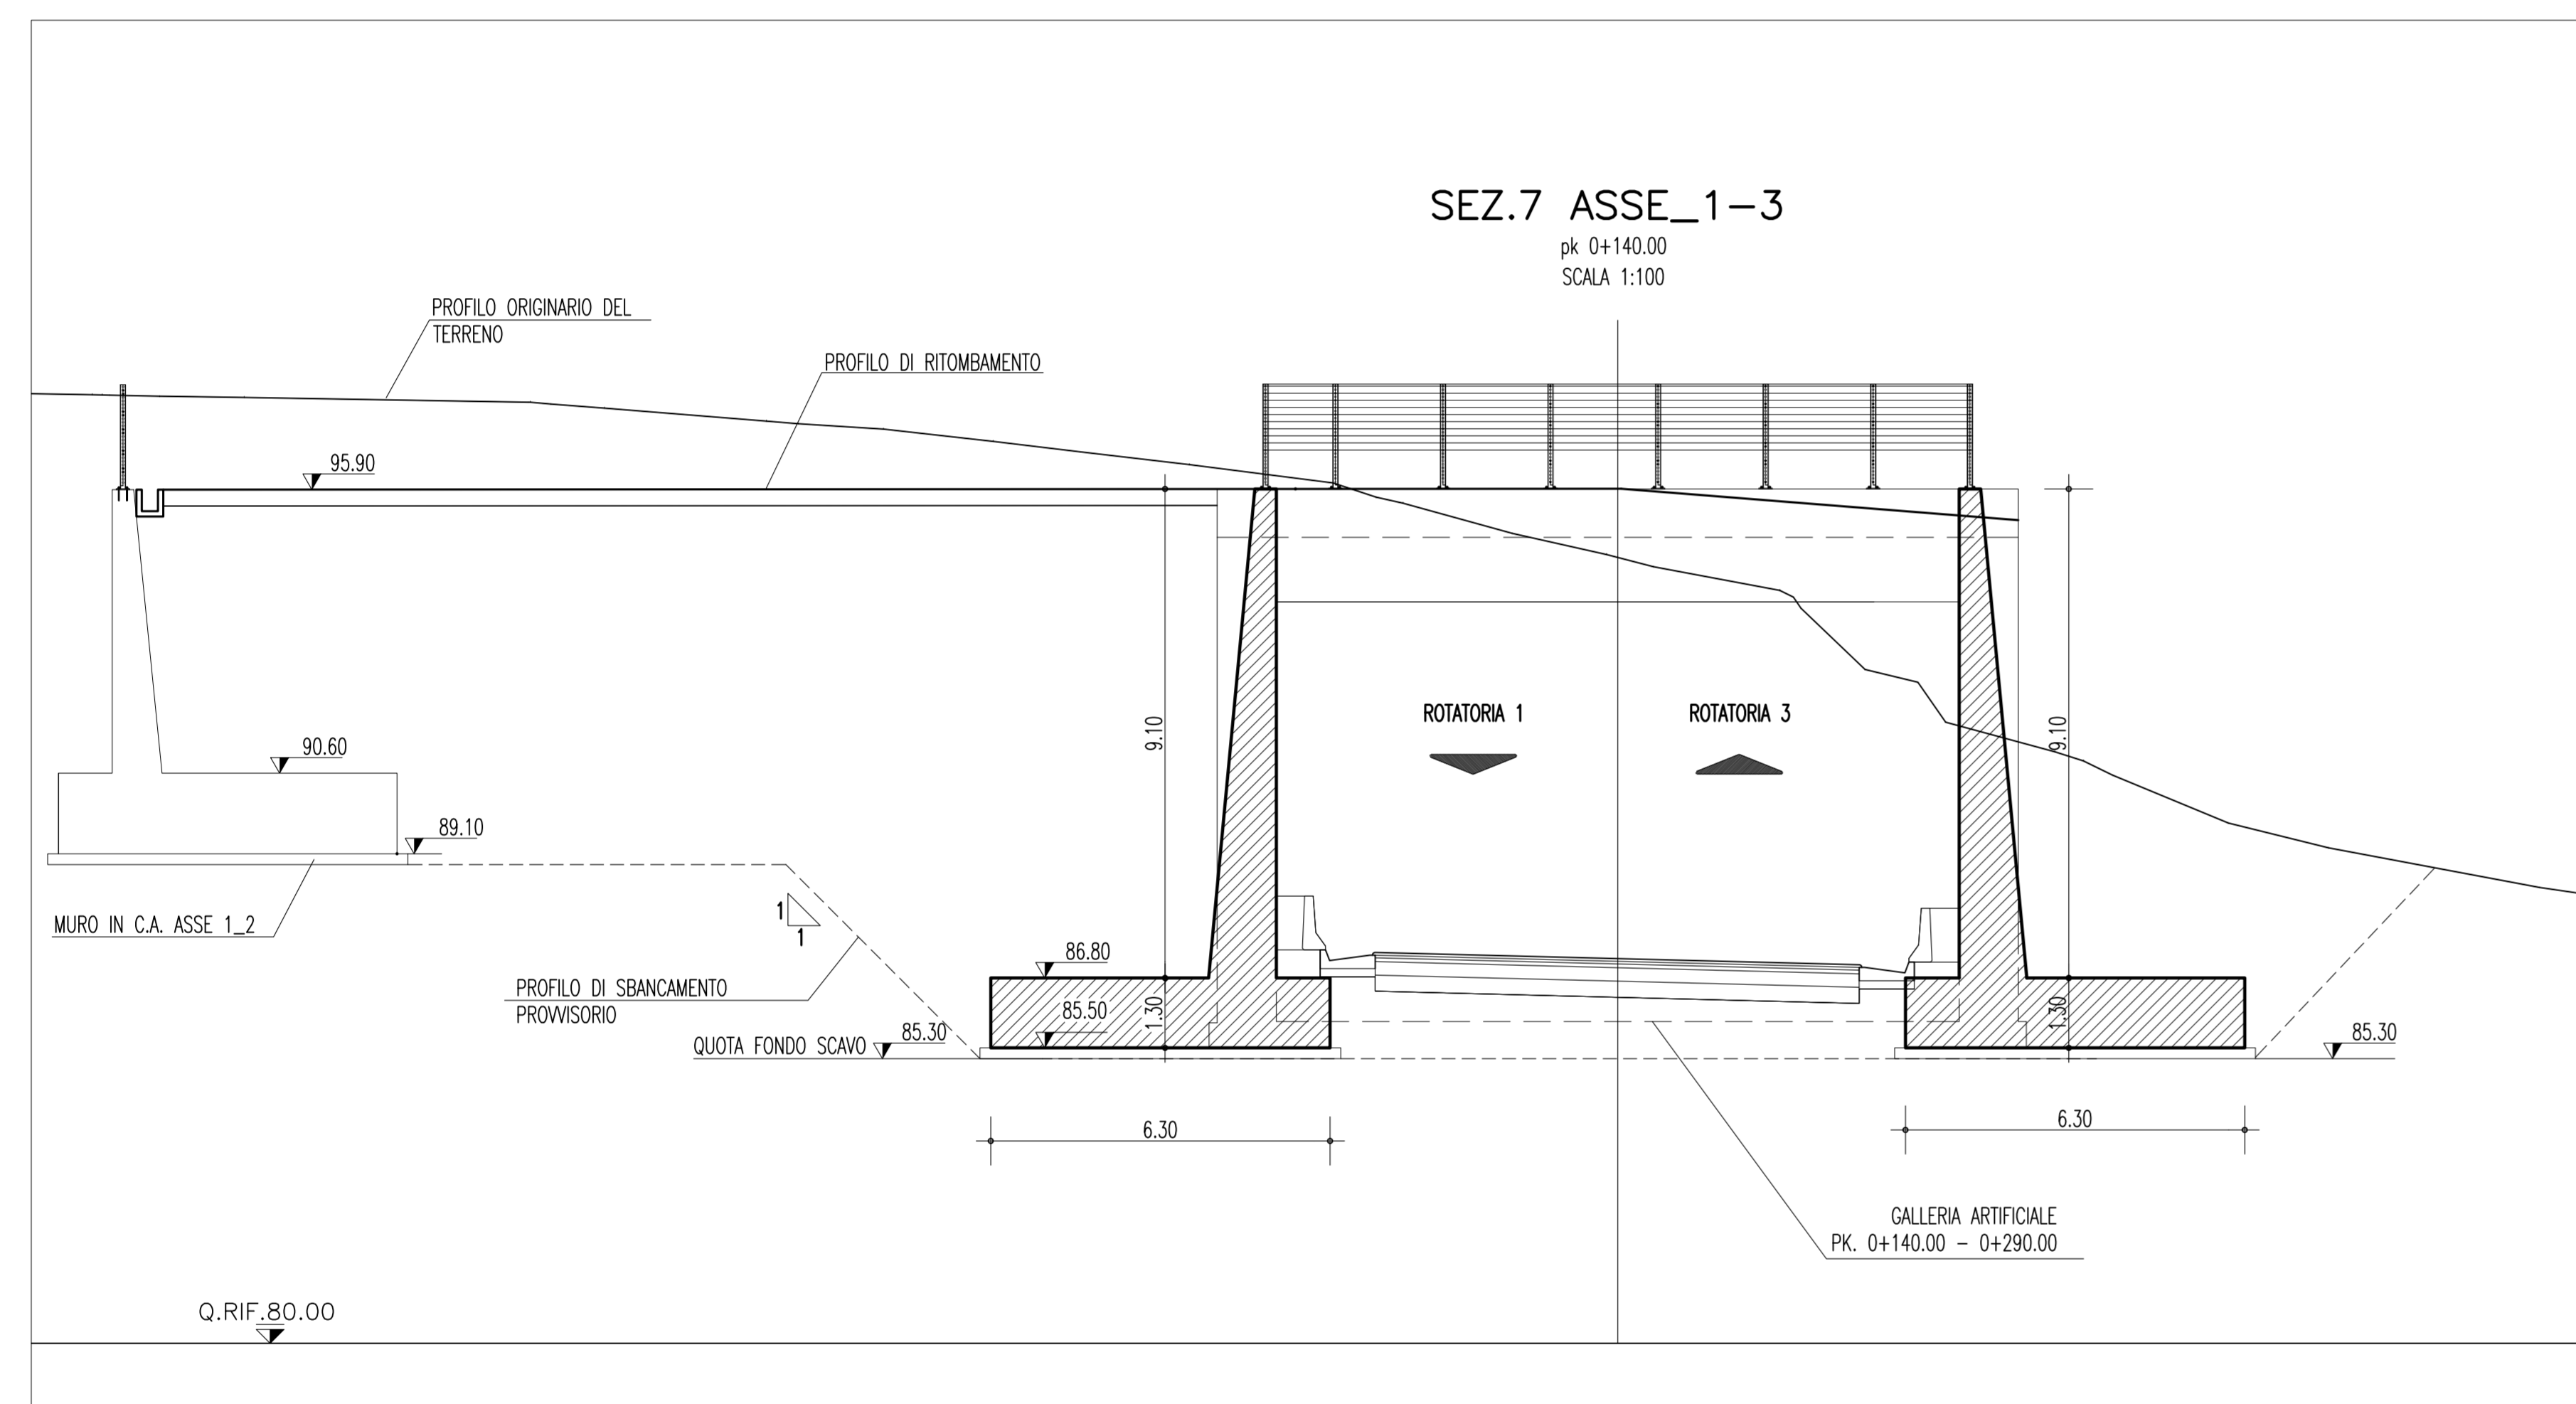 SEZ.7 ASSE_1-3
pk 0+140.00
SCALA 1:100
PROFILO ORIGINARIO DEL
TERRENO
PROFILO DI RITOMBAMENTO
95.90
90.60
89.10
MURO IN C.A. ASSE 1_2
1
1
PROFILO DI SBANCAMENTO
PROVVISORIO
QUOTA FONDO SCAVO
85.30
86.80
85.50
9.10
1.30
6.30
ROTATORIA 1
ROTATORIA 3
9.10
1.30
85.30
6.30
GALLERIA ARTIFICIALE
PK. 0+140.00 - 0+290.00
Q.RIF.80.00